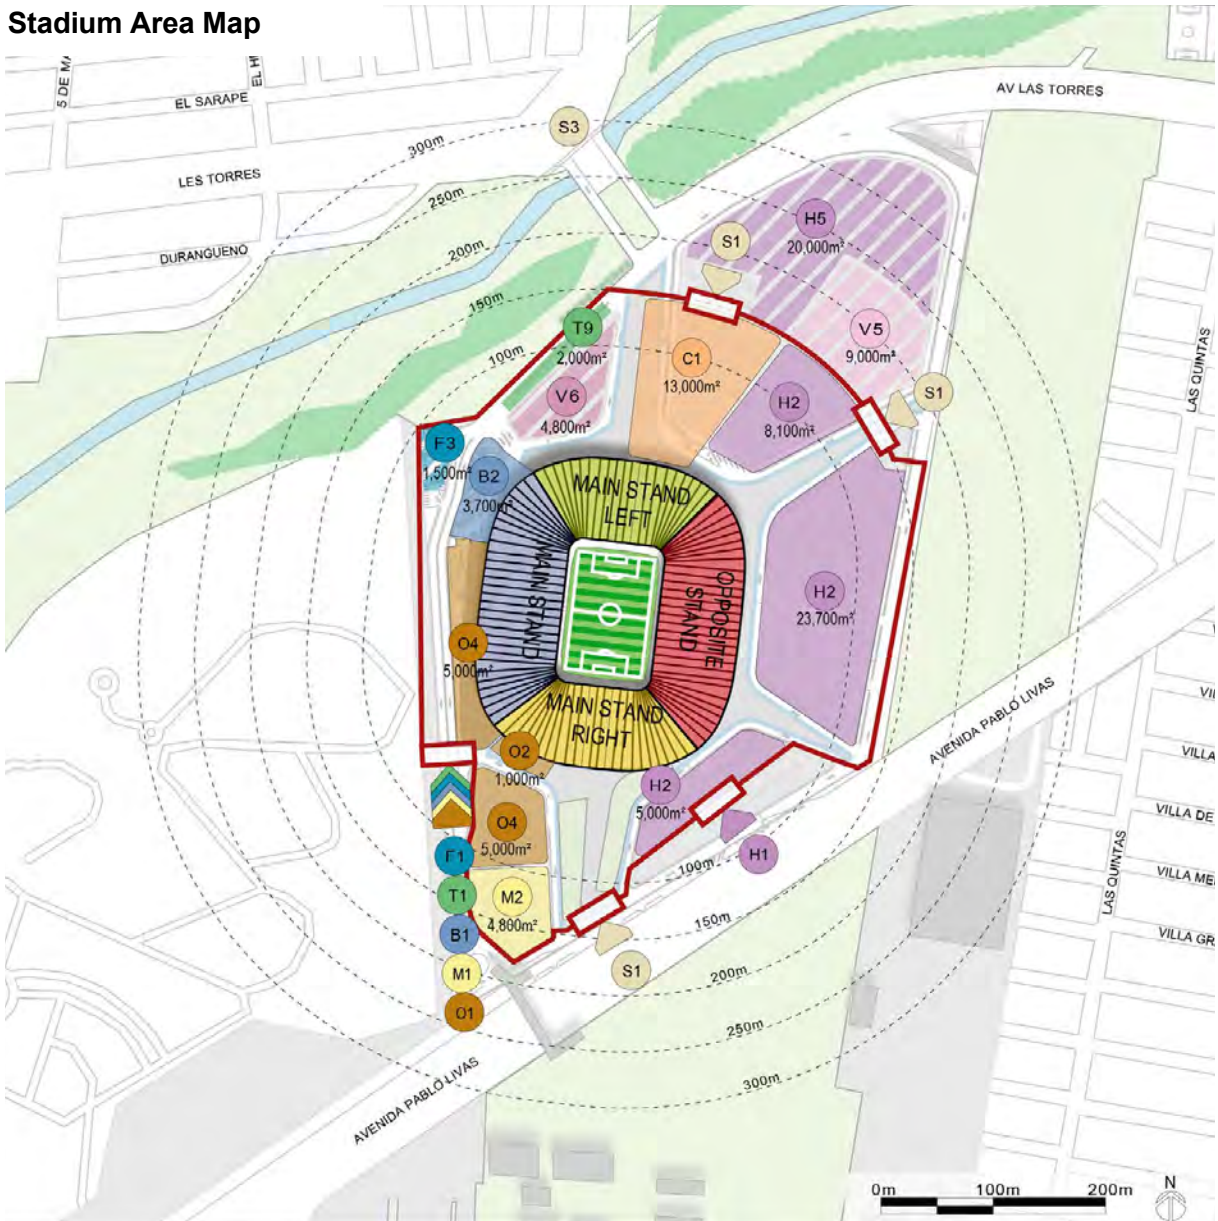 Stadium Area Map
5 DE MA
EL H
EL SARAPE
LES TORRES
DURANGUENO
AV LAS TORRES
S3
300m
250m
200m
150m
100m
H5
20,000m²
S1
V5
9,000m²
S1
T9
2,000m²
C1
13,000m²
V6
4,800m²
H2
8,100m²
F3
1,500m²
B2
3,700m²
MAIN STAND
LEFT
MAIN STAND
OPPOSITE
STAND
MAIN STAND
RIGHT
H2
23,700m²
O4
5,000m²
O2
1,000m²
H2
5,000m²
O4
5,000m²
H1
F1
T1
M2
4,800m²
B1
M1
O1
S1
100m
150m
200m
250m
300m
LAS QUINTAS
LAS QUINTAS
AVENIDA PABLO LIVAS
AVENIDA PABLO LIVAS
VI
VILLA
VILLA DE
VILLA ME
VILLA GR
0m 100m 200m
N